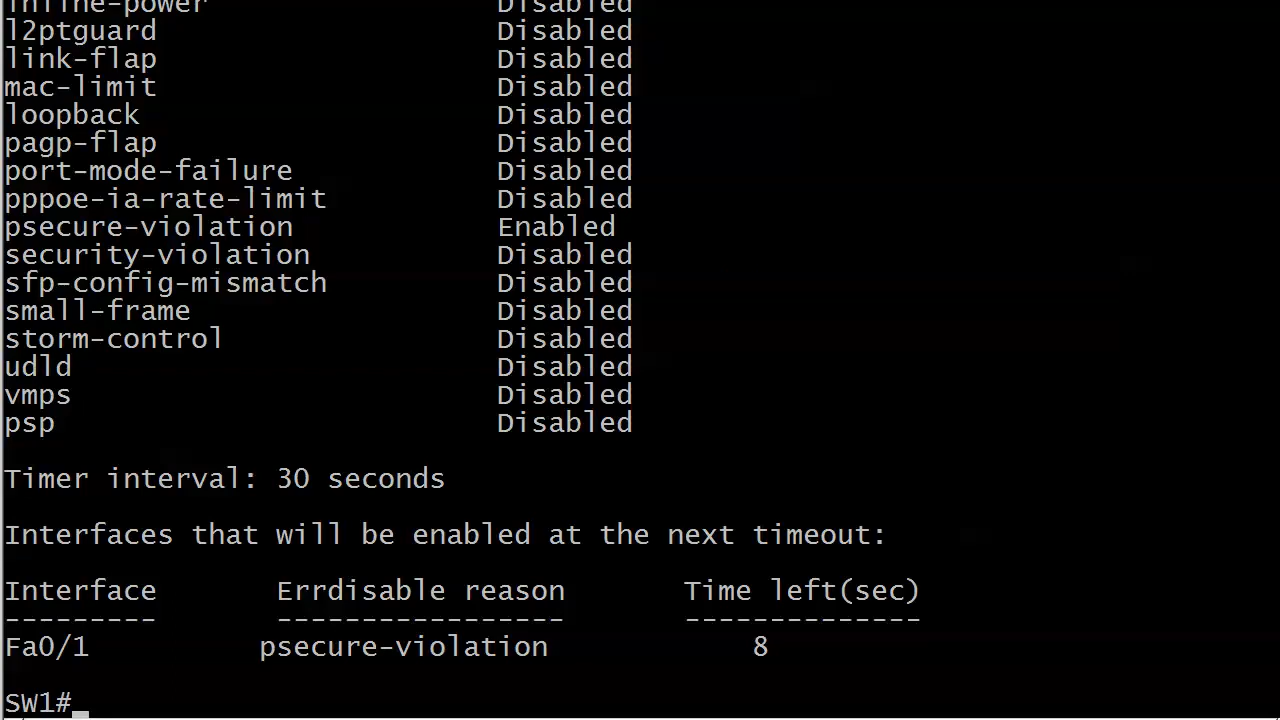 inline-power Disabled
l2ptguard Disabled
link-flap Disabled
mac-limit Disabled
loopback Disabled
pagp-flap Disabled
port-mode-failure Disabled
pppoe-ia-rate-limit Disabled
psecure-violation Enabled
security-violation Disabled
sfp-config-mismatch Disabled
small-frame Disabled
storm-control Disabled
udld Disabled
vmps Disabled
psp Disabled
Timer interval: 30 seconds
Interfaces that will be enabled at the next timeout:
Interface Errdisable reason Time left(sec)
--------- ----------------- --------------
Fa0/1 psecure-violation 8
SW1#